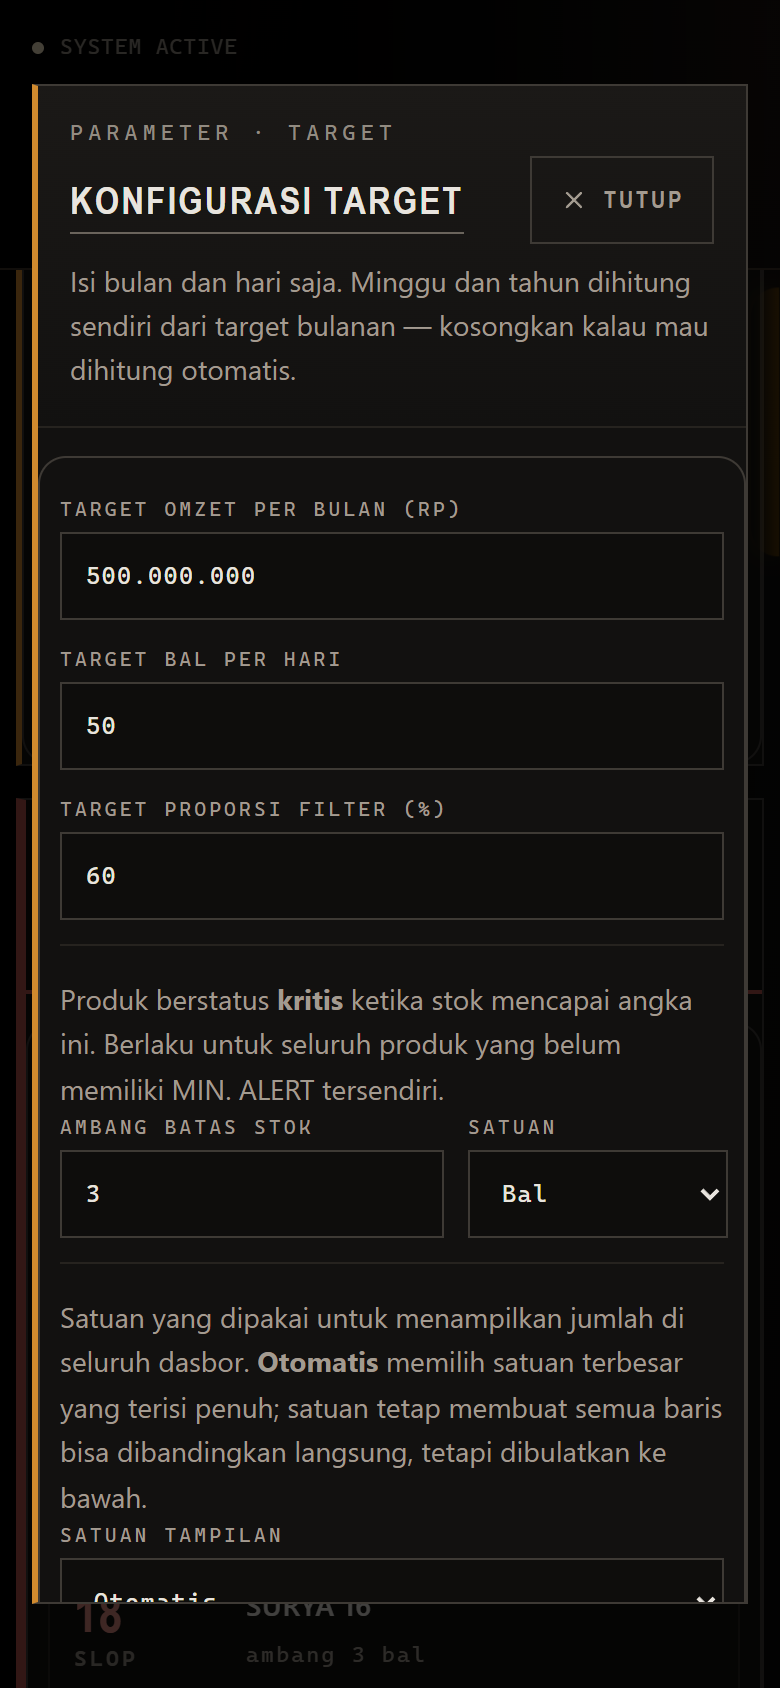 SYSTEM ACTIVE
PARAMETER · TARGET
KONFIGURASI TARGET
TUTUP
Isi bulan dan hari saja. Minggu dan tahun dihitung
sendiri dari target bulanan — kosongkan kalau mau
dihitung otomatis.
TARGET OMZET PER BULAN (RP)
500.000.000
TARGET BAL PER HARI
50
TARGET PROPORSI FILTER (%)
60
Produk berstatus kritis ketika stok mencapai angka
ini. Berlaku untuk seluruh produk yang belum
memiliki MIN. ALERT tersendiri.
AMBANG BATAS STOK
SATUAN
3
Bal
Satuan yang dipakai untuk menampilkan jumlah di
seluruh dasbor. Otomatis memilih satuan terbesar
yang terisi penuh; satuan tetap membuat semua baris
bisa dibandingkan langsung, tetapi dibulatkan ke
bawah.
SATUAN TAMPILAN
Otomatis
18
SURYA 16
SLOP
ambang 3 bal